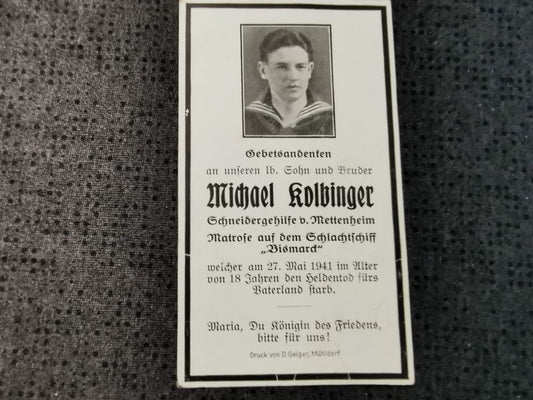 Gebetsandenken
an unseren lb. Sohn und Bruder
Michael Kolbinger
Schneidergehilfe v. Mettenheim
Matrose auf dem Schlachtschiff
„Bismarck“
welcher am 27. Mai 1941 im Alter
von 18 Jahren den Heldentod fürs
Vaterland starb.
Maria, Du Königin des Friedens,
bitte für uns!
Druck von D. Geiger, Mühldorf